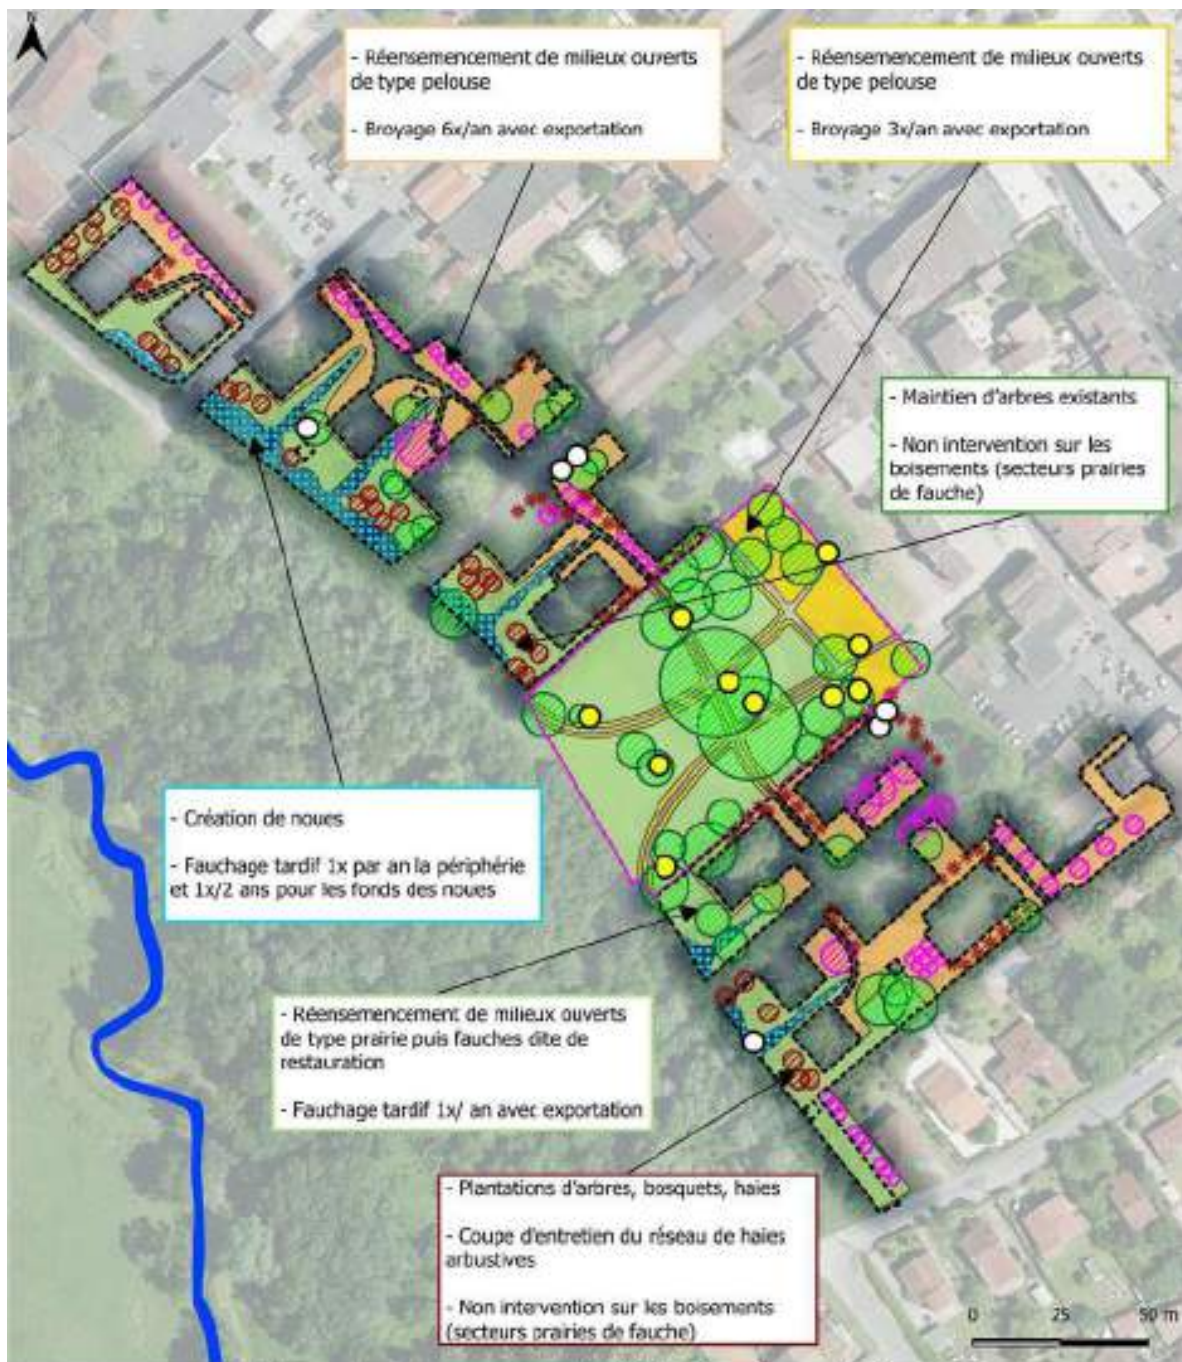 N
- Réensemencement de milieux ouverts
de type pelouse
- Broyage 6x/an avec exportation
- Réensemencement de milieux ouverts
de type pelouse
- Broyage 3x/an avec exportation
- Maintien d'arbres existants
- Non intervention sur les
boisements (secteurs prairies
de fauche)
- Création de noues
- Fauchage tardif 1x par an la périphérie
et 1x/2 ans pour les fonds des noues
- Réensemencement de milieux ouverts
de type prairie puis fauches dite de
restauration
- Fauchage tardif 1x/ an avec exportation
- Plantations d'arbres, bosquets, haies
- Coupe d'entretien du réseau de haies
arbustives
- Non intervention sur les boisements
(secteurs prairies de fauche)
0 25 50 m